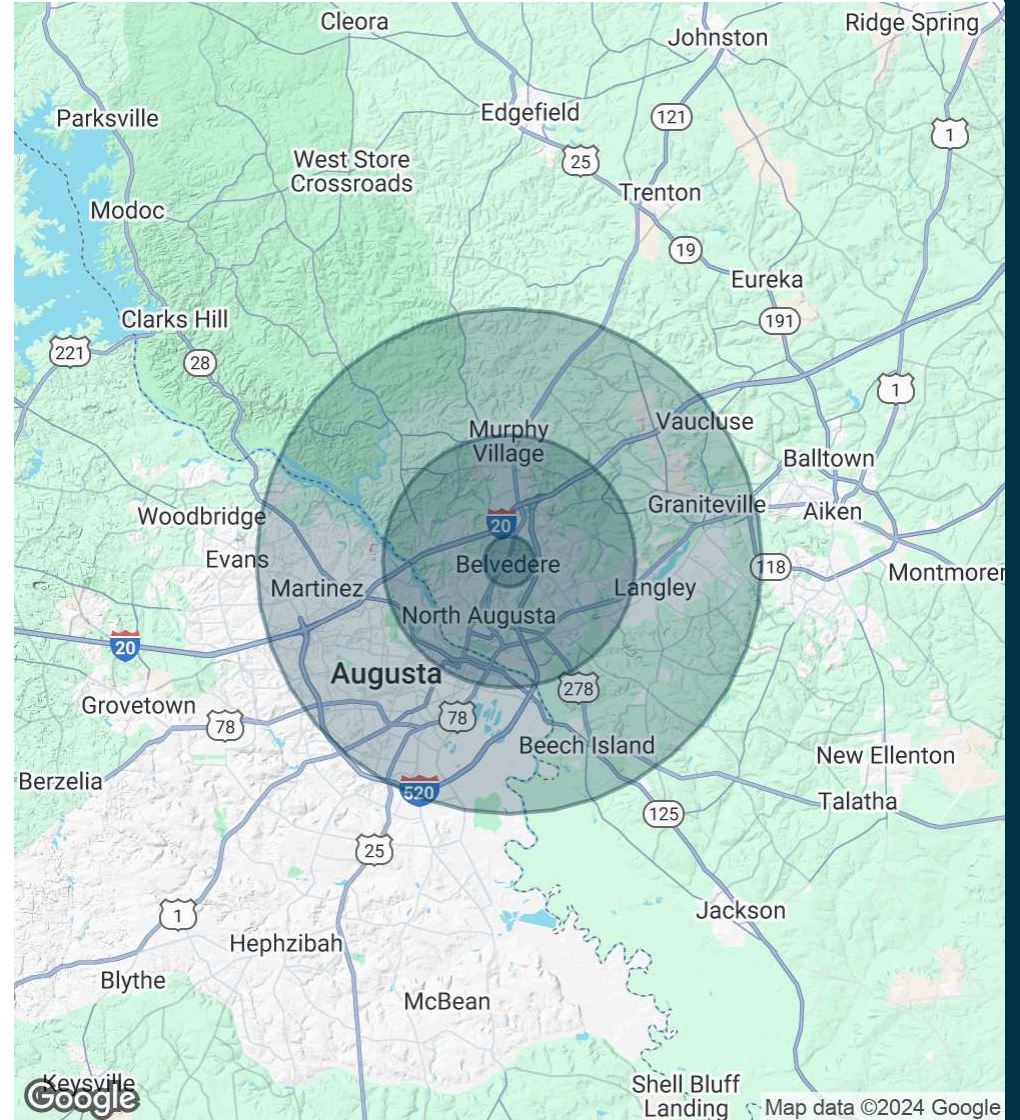 Cleora
Ridge Spring
Johnston
Edgefield
121
Parksville
1
West Store
Crossroads
25
Trenton
Modoc
19
Eureka
Clarks Hill
191
221
28
1
Vaucluse
Murphy
Village
Balltown
Graniteville
Aiken
Woodbridge
20
Evans
Belvedere
118
Montmorer
Martinez
Langley
North Augusta
20
Augusta
278
Grovetown
78
78
Beech Island
New Ellenton
Berzelia
520
Talatha
125
25
Jackson
1
Hephzibah
Blythe
McBean
Keysville
Google
Shell Bluff
Landing
Map data ©2024 Google